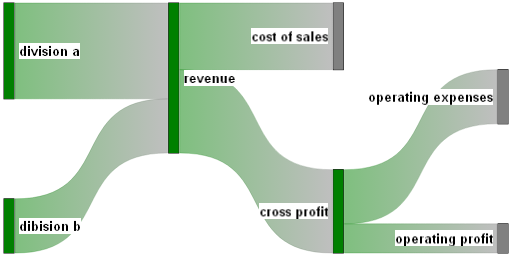 division a
cost of sales
revenue
operating expenses
cross profit
dibision b
operating profit